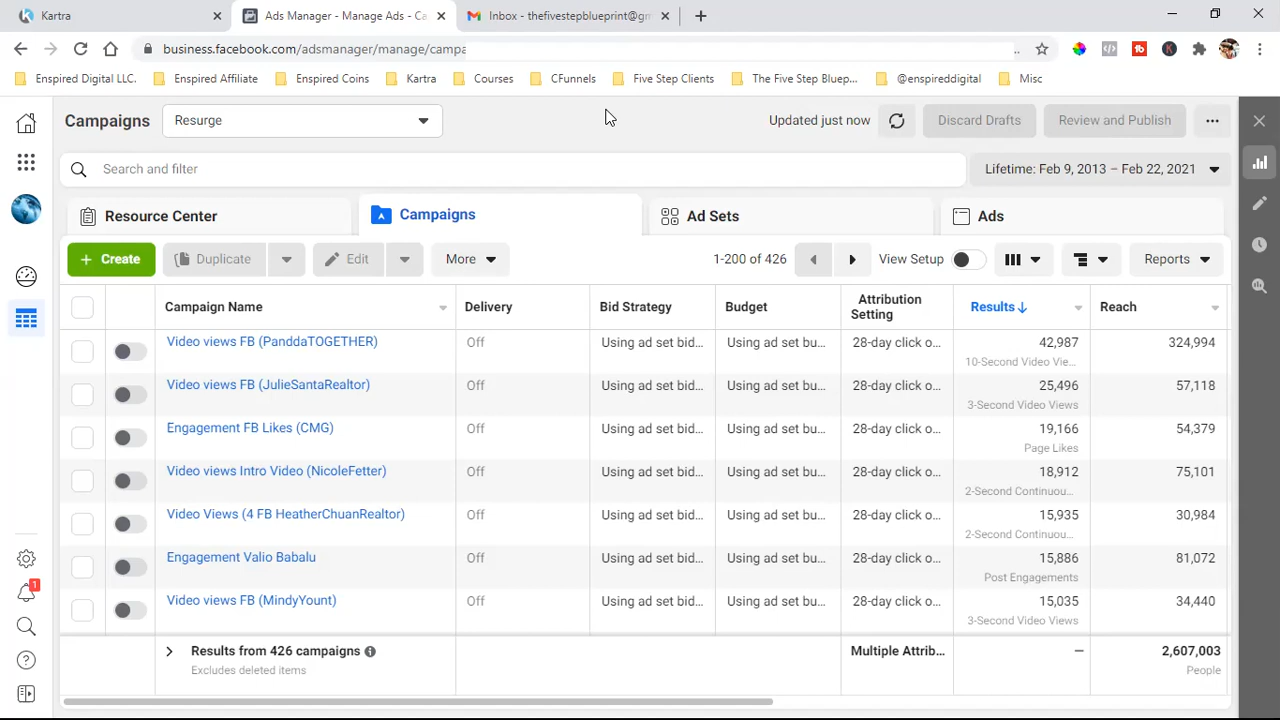 Kartra
Ads Manager - Manage Ads - Ca
Inbox - thefivestepblueprint@gm
business.facebook.com/adsmanager/manage/campa
Enspired Digital LLC.
Enspired Affiliate
Enspired Coins
Kartra
Courses
CFunnels
Five Step Clients
The Five Step Bluep...
@enspireddigital
Misc
Campaigns
Resurge
Updated just now
Discard Drafts
Review and Publish
Search and filter
Lifetime: Feb 9, 2013 – Feb 22, 2021
Resource Center
Campaigns
Ad Sets
Ads
+ Create
Duplicate
Edit
More
1-200 of 426
View Setup
Reports
Campaign Name
Delivery
Bid Strategy
Budget
Attribution
Setting
Results↓
Reach
Video views FB (PanddaTOGETHER)
Off
Using ad set bid...
Using ad set bu...
28-day click o...
42,987
324,994
10-Second Video Vie...
Video views FB (JulieSantaRealtor)
Off
Using ad set bid...
Using ad set bu...
28-day click o...
25,496
57,118
3-Second Video Views
Engagement FB Likes (CMG)
Off
Using ad set bid...
Using ad set bu...
28-day click o...
19,166
54,379
Page Likes
Video views Intro Video (NicoleFetter)
Off
Using ad set bid...
Using ad set bu...
28-day click o...
18,912
75,101
2-Second Continuou...
Video Views (4 FB HeatherChuanRealtor)
Off
Using ad set bid...
Using ad set bu...
28-day click o...
15,935
30,984
2-Second Continuou...
Engagement Valio Babalu
Off
Using ad set bid...
Using ad set bu...
28-day click o...
15,886
81,072
Post Engagements
Video views FB (MindyYount)
Off
Using ad set bid...
Using ad set bu...
28-day click o...
15,035
34,440
3-Second Video Views
1
Results from 426 campaigns
Multiple Attrib...
—
2,607,003
Excludes deleted items
People